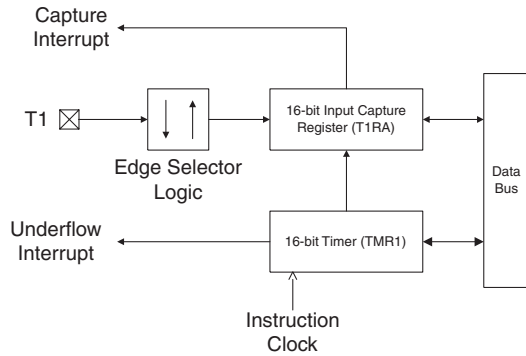 Capture
Interrupt
T1
16-bit Input Capture
Register (T1RA)
Edge Selector
Logic
Data
Bus
Underflow
Interrupt
16-bit Timer (TMR1)
Instruction
Clock